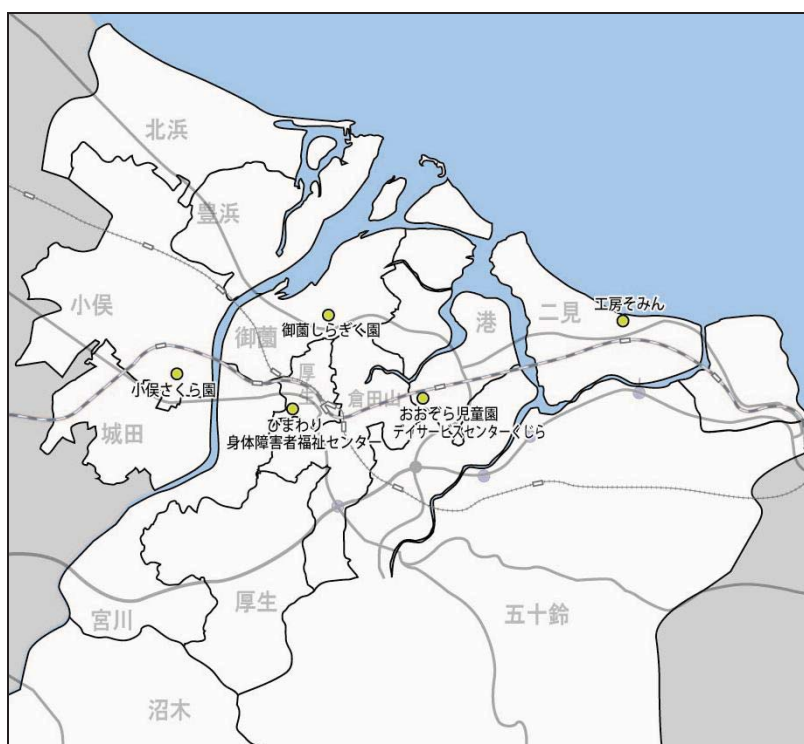 北浜
豊浜
小俣
御薗
港
二見
工房そみん
御薗しらぎく園
厚生
倉田山
小俣さくら園
おおぞら児童園
デイサービスセンターくじら
ひまわり
身体障害者福祉センター
城田
宮川
厚生
五十鈴
沼木